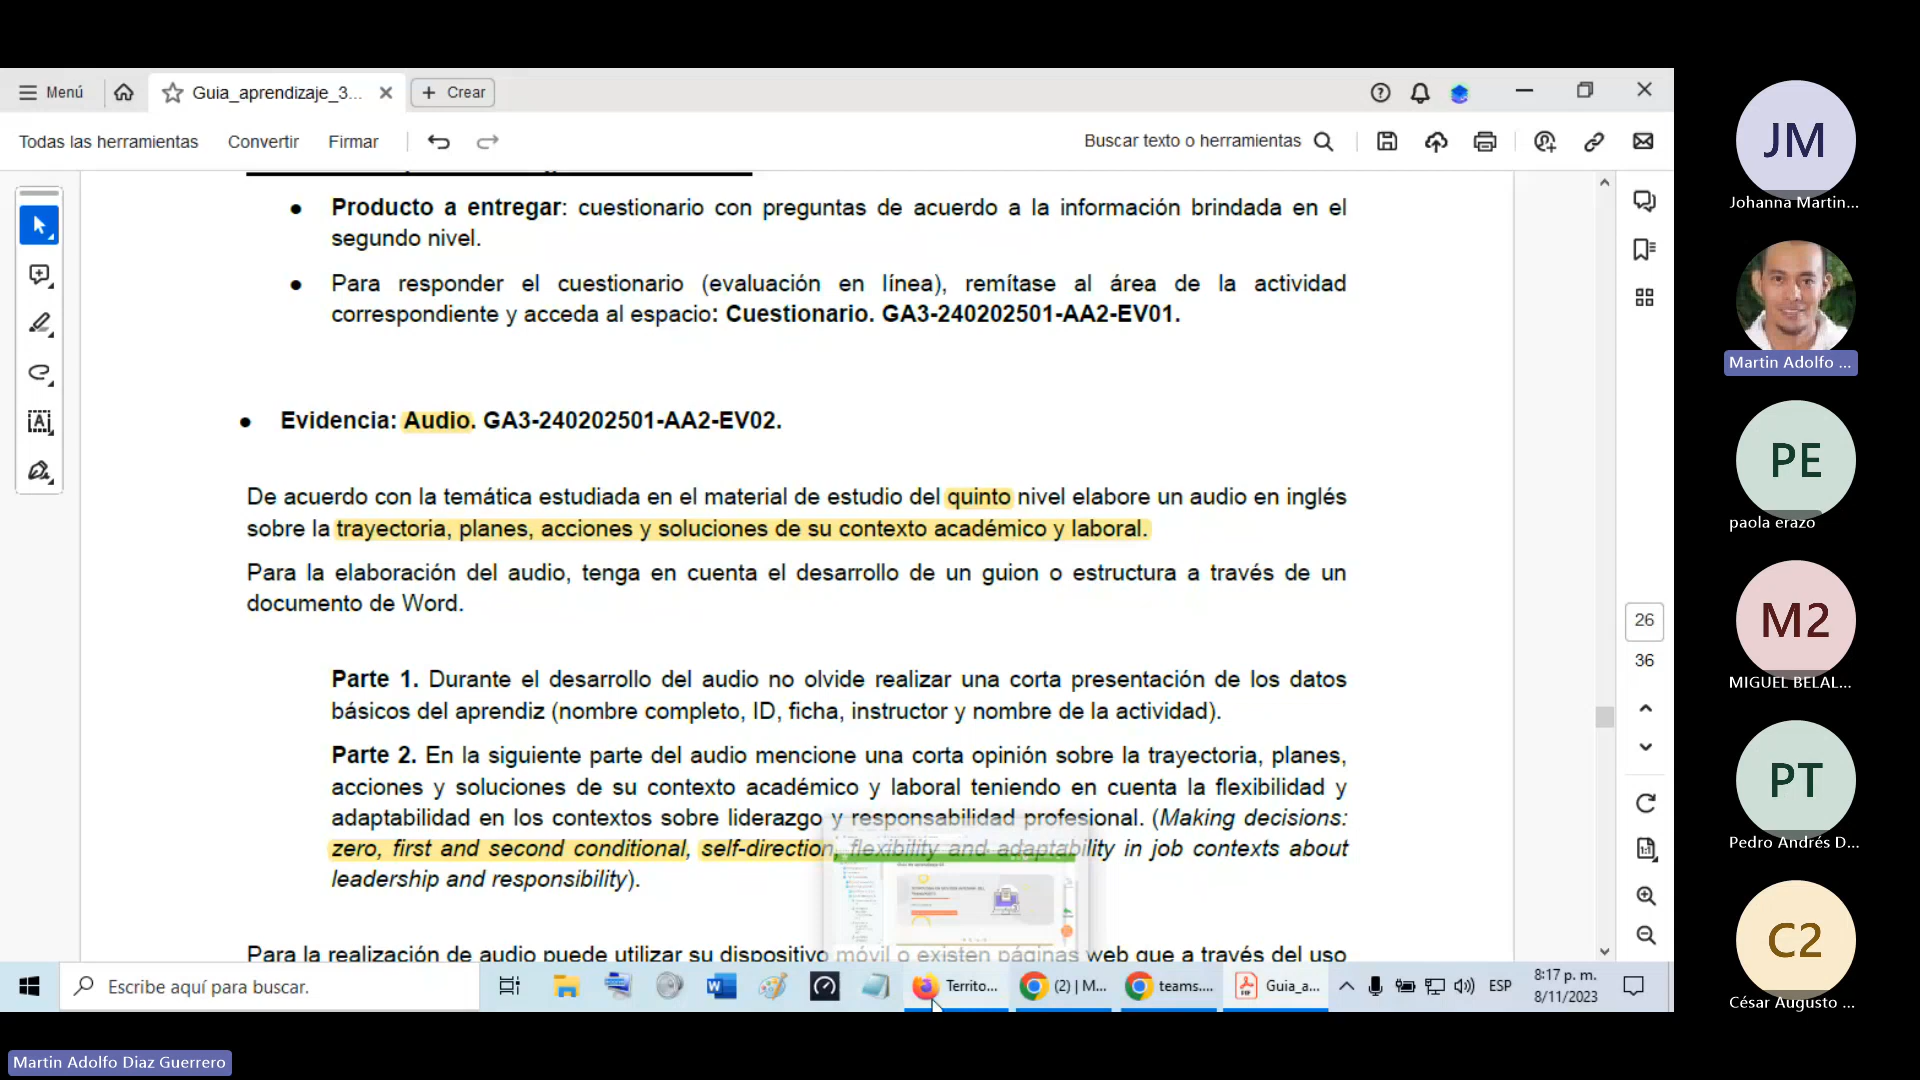 Menú
Guia_aprendizaje_3...
Crear
Todas las herramientas
Convertir
Firmar
Buscar texto o herramientas
Producto a entregar: cuestionario con preguntas de acuerdo a la información brindada en el
segundo nivel.
Para responder el cuestionario (evaluación en línea), remítase al área de la actividad
correspondiente y acceda al espacio: Cuestionario. GA3-240202501-AA2-EV01.
Evidencia: Audio. GA3-240202501-AA2-EV02.
De acuerdo con la temática estudiada en el material de estudio del quinto nivel elabore un audio en inglés
sobre la trayectoria, planes, acciones y soluciones de su contexto académico y laboral.
Para la elaboración del audio, tenga en cuenta el desarrollo de un guion o estructura a través de un
documento de Word.
Parte 1. Durante el desarrollo del audio no olvide realizar una corta presentación de los datos
básicos del aprendiz (nombre completo, ID, ficha, instructor y nombre de la actividad).
Parte 2. En la siguiente parte del audio mencione una corta opinión sobre la trayectoria, planes,
acciones y soluciones de su contexto académico y laboral teniendo en cuenta la flexibilidad y
adaptabilidad en los contextos sobre liderazgo y responsabilidad profesional. (Making decisions:
zero, first and second conditional, self-direction, flexibility and adaptability in job contexts about
leadership and responsibility).
Para la realización de audio puede utilizar su dispositivo móvil o existen páginas web que a través del uso
26
36
Escribe aquí para buscar.
Territo...
(2) | M...
teams....
Guia_a...
ESP
8:17 p. m.
8/11/2023
JM
Johanna Martin...
Martin Adolfo ...
PE
paola erazo
M2
MIGUEL BELAL...
PT
Pedro Andrés D...
C2
César Augusto ...
Martin Adolfo Diaz Guerrero